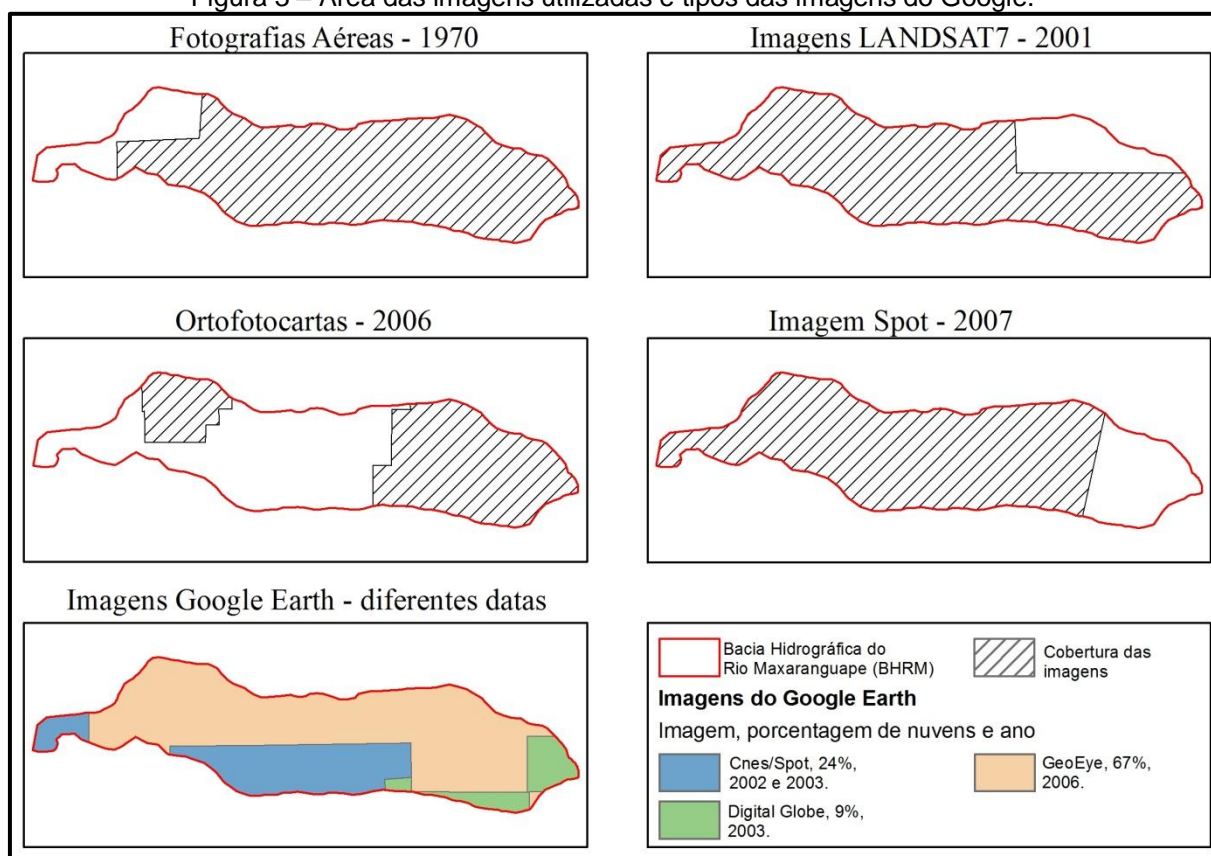 Figura 3 – Área das imagens utilizadas e tipos das imagens do Google.
Fotografias Aéreas - 1970
Imagens LANDSAT7 - 2001
Ortofotocartas - 2006
Imagem Spot - 2007
Imagens Google Earth - diferentes datas
Bacia Hidrográfica do
Rio Maxaranguape (BHRM)
Cobertura das
imagens
Imagens do Google Earth
Imagem, porcentagem de nuvens e ano
Cnes/Spot, 24%,
2002 e 2003.
GeoEye, 67%,
2006.
Digital Globe, 9%,
2003.